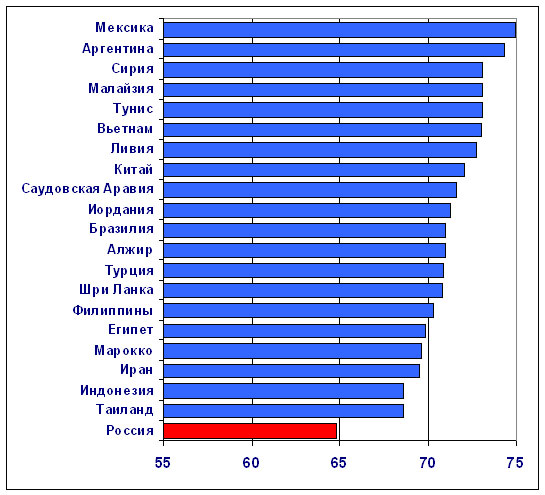 Мексика
Аргентина
Сирия
Малайзия
Тунис
Вьетнам
Ливия
Китай
Саудовская Аравия
Иордания
Бразилия
Алжир
Турция
Шри Ланка
Филиппины
Египет
Марокко
Иран
Индонезия
Таиланд
Россия
55 60 65 70 75